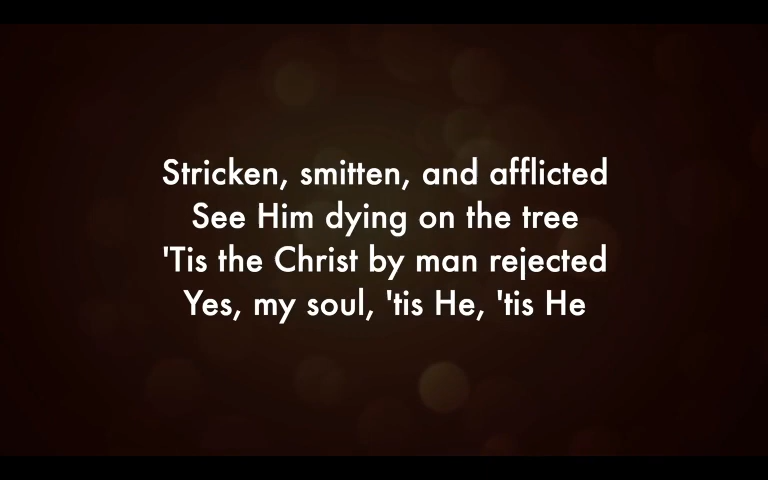 Stricken, smitten, and afflicted
See Him dying on the tree
'Tis the Christ by man rejected
Yes, my soul, 'tis He, 'tis He